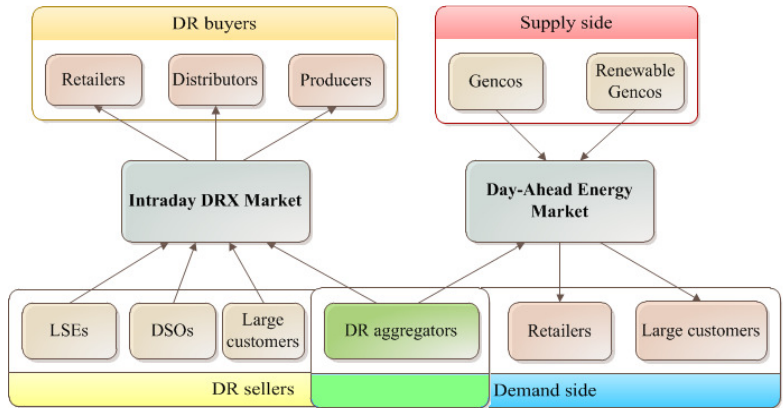 DR buyers
Retailers
Distributors
Producers
Supply side
Gencos
Renewable
Gencos
Intraday DRX Market
Day-Ahead Energy
Market
LSEs
DSOs
Large
customers
DR aggregators
Retailers
Large customers
DR sellers
Demand side